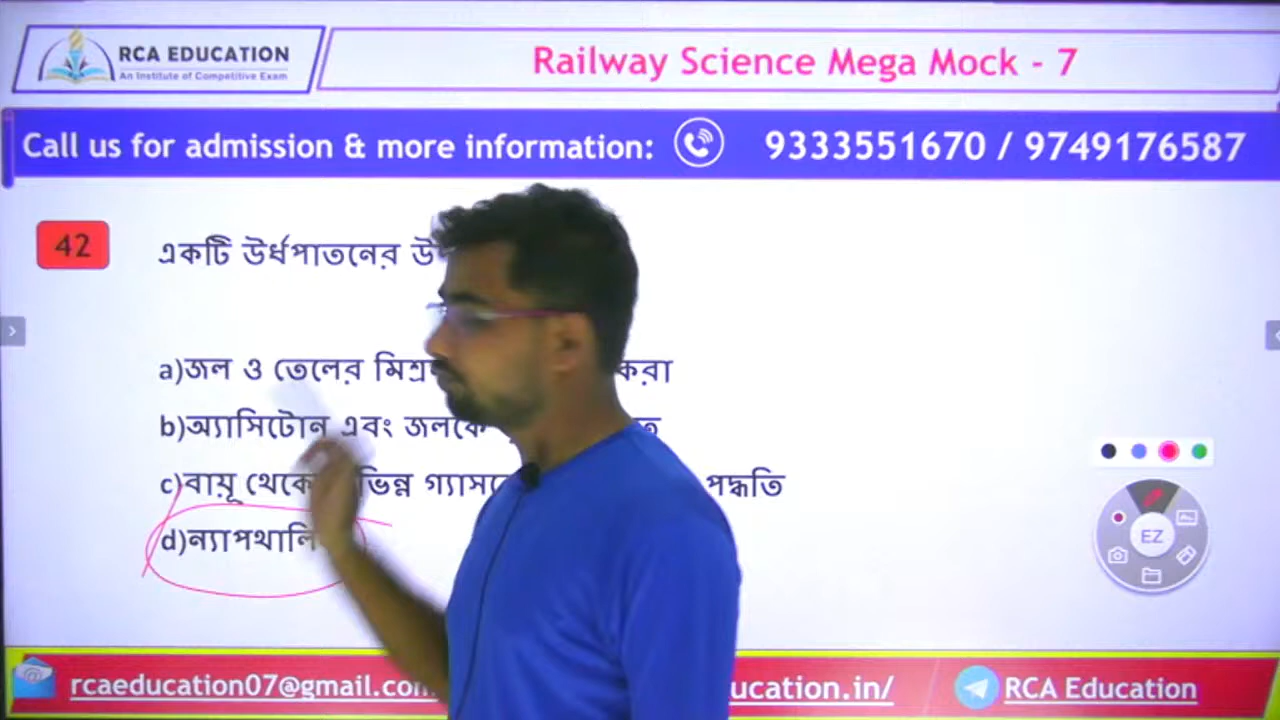 RCA EDUCATION
An Institute of Competitive Exam
Railway Science Mega Mock - 7
Call us for admission & more information: 9333551670 / 9749176587
42
একটি উর্ধপাতনের
a)জল ও তেলের করা
b)অ্যাসিটোন এবং জলকে
c)বায়ূ থেকে গ্যাসকে পদ্ধতি
d)ন্যাপথালি
EZ
rcaeducation07@gmail.com
RCA Education